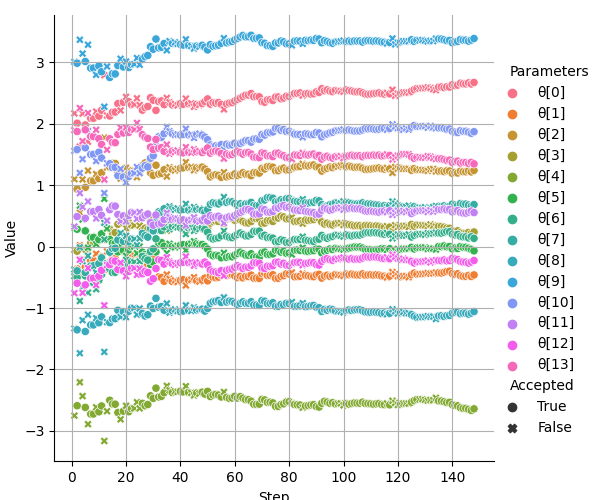 3
2
1
0
−1
−2
−3
Value
0
20
40
60
80
100
120
140
Step
Parameters
θ[0]
θ[1]
θ[2]
θ[3]
θ[4]
θ[5]
θ[6]
θ[7]
θ[8]
θ[9]
θ[10]
θ[11]
θ[12]
θ[13]
Accepted
True
False